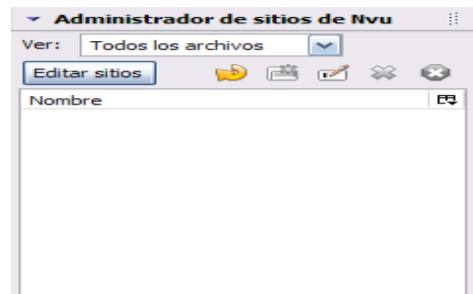 Administrador de sitios de Nvu
Ver: Todos los archivos
Editar sitios
Nombre